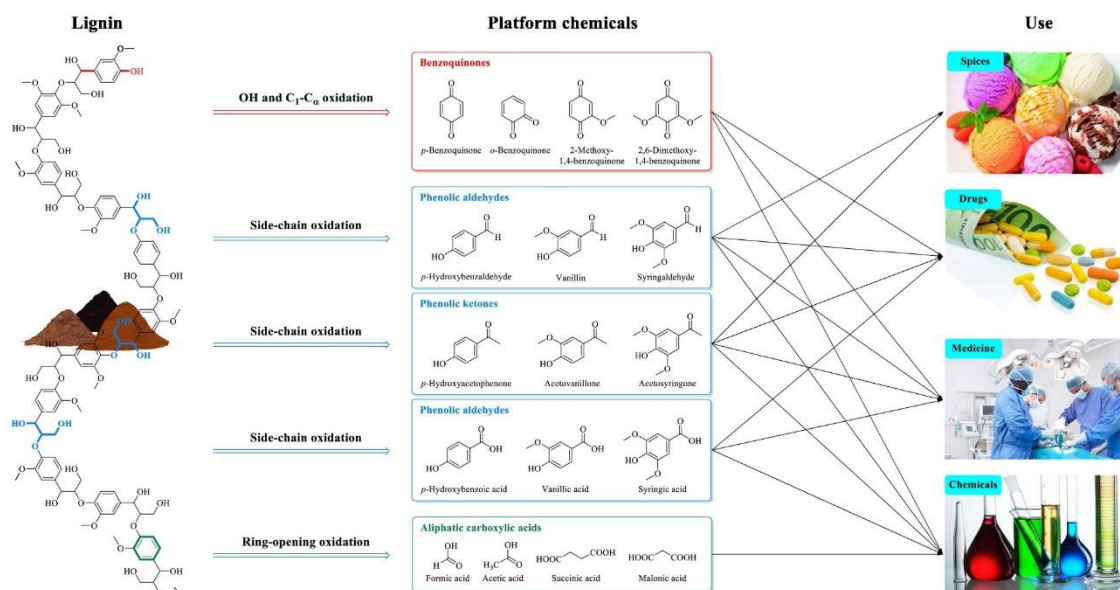 Lignin
Platform chemicals
Use
OH and C₁-Cα oxidation
Benzoquinones
p-Benzoquinone
o-Benzoquinone
2-Methoxy-
1,4-benzoquinone
2,6-Dimethoxy-
1,4-benzoquinone
Spices
Side-chain oxidation
Phenolic aldehydes
p-Hydroxybenzaldehyde
Vanillin
Syringaldehyde
Drugs
Side-chain oxidation
Phenolic ketones
p-Hydroxyacetophenone
Acetovanillone
Acetosyringone
Medicine
Side-chain oxidation
Phenolic aldehydes
p-Hydroxybenzoic acid
Vanillic acid
Syringic acid
Chemicals
Ring-opening oxidation
Aliphatic carboxylic acids
Formic acid
Acetic acid
Succinic acid
Malonic acid